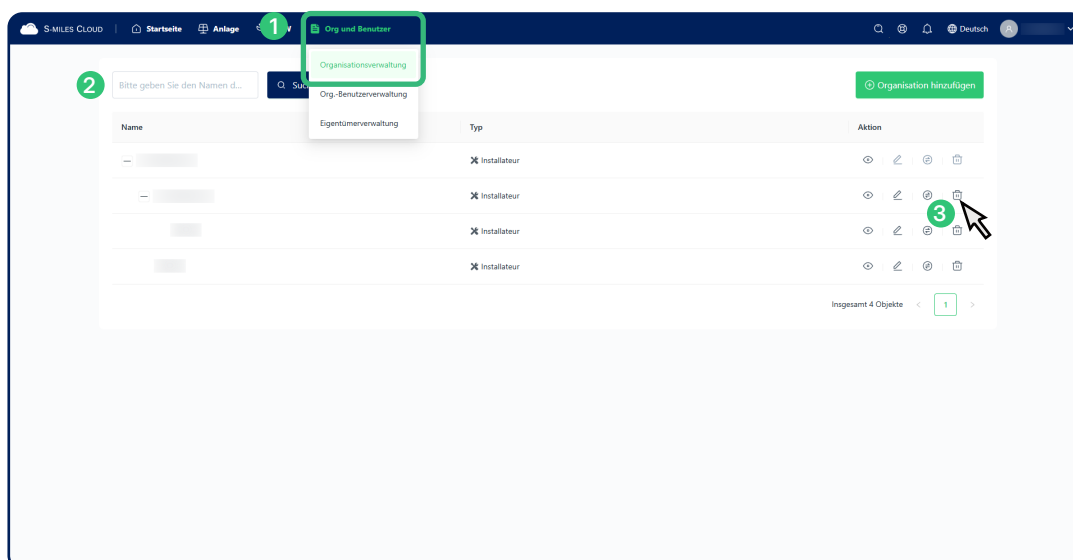 S-MILES CLOUD Startseite Anlage 1 Org und Benutzer Deutsch A
Organisationsverwaltung
2 Bitte geben Sie den Namen d... Organisation hinzufügen
Org.-Benutzerverwaltung
Eigentümerverwaltung
Name Typ Aktion
Installateur
Installateur
3
Installateur
Installateur
Insgesamt 4 Objekte < 1 >